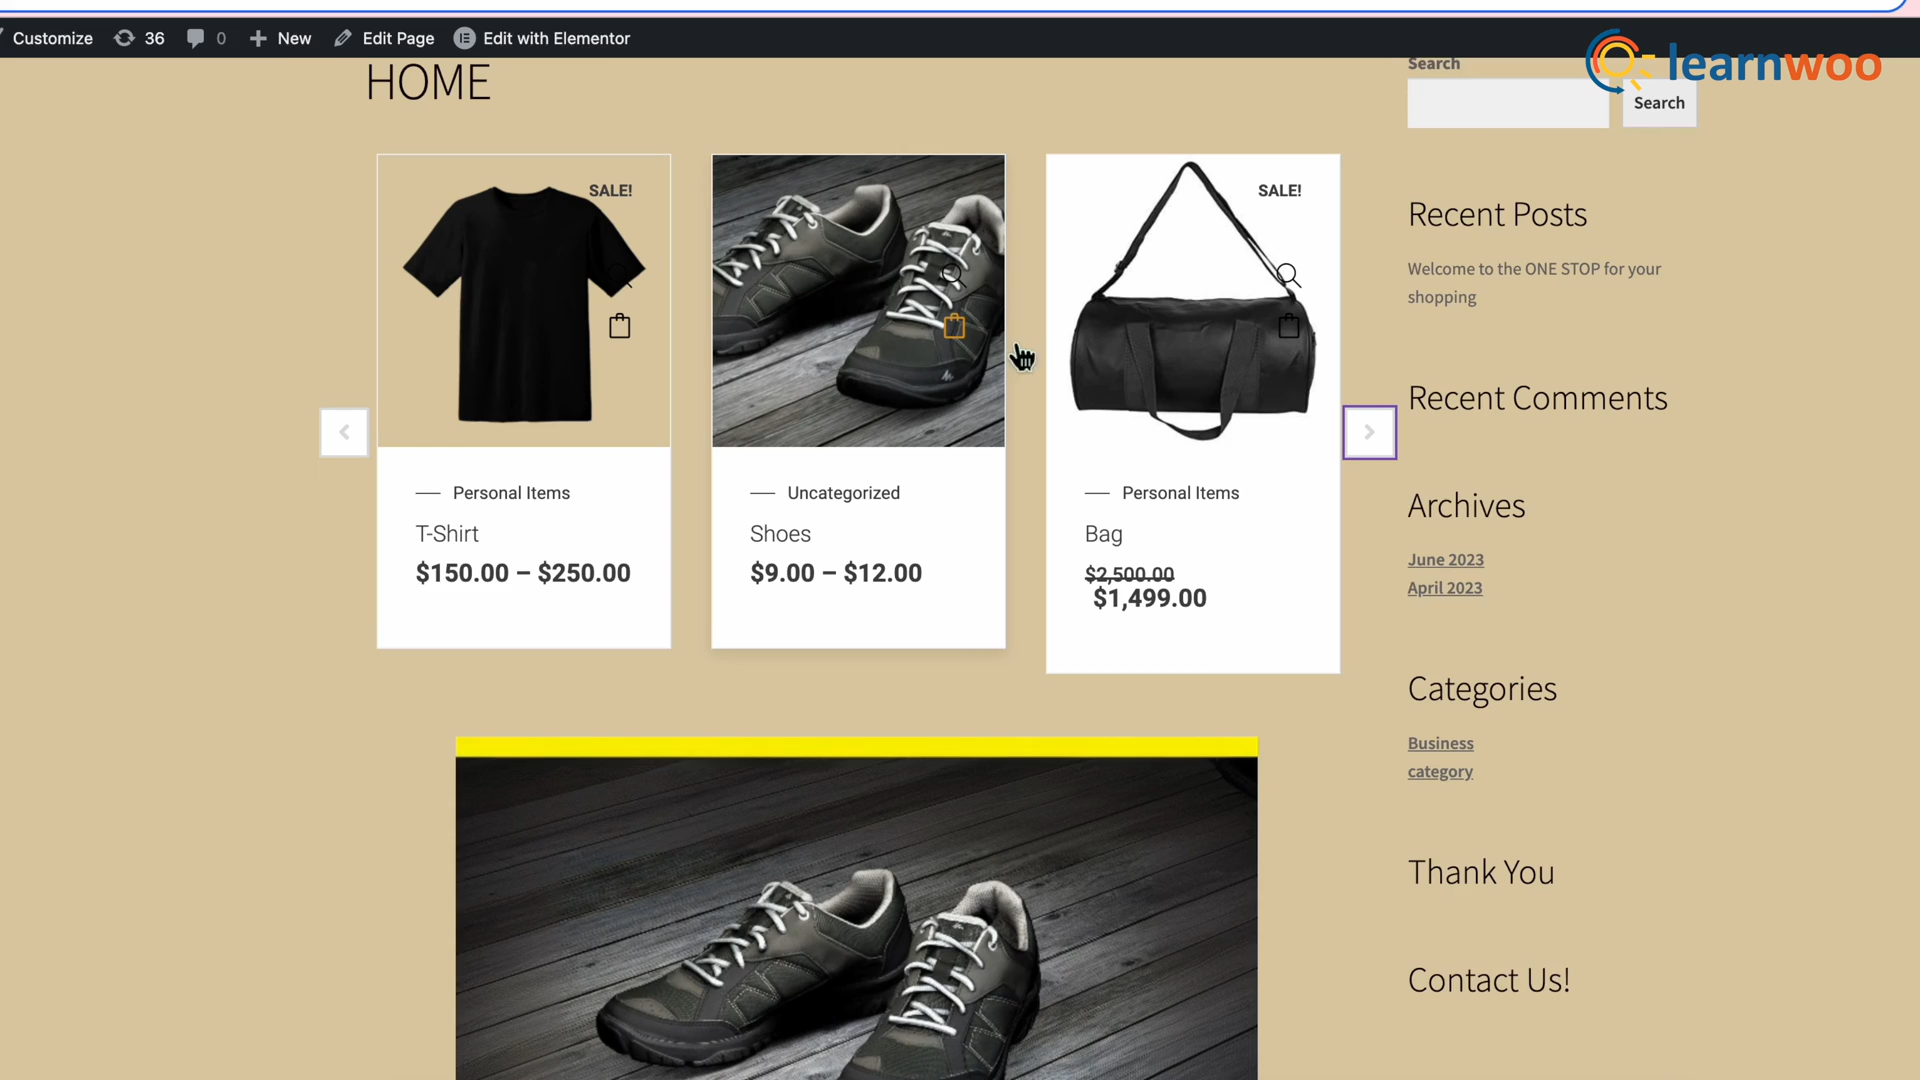 Customize 36 0 New Edit Page Edit with Elementor
learnwoo
HOME
Search
Search
SALE!
Personal Items
T-Shirt
$150.00 – $250.00
Uncategorized
Shoes
$9.00 – $12.00
SALE!
Personal Items
Bag
$2,500.00
$1,499.00
Recent Posts
Welcome to the ONE STOP for your
shopping
Recent Comments
Archives
June 2023
April 2023
Categories
Business
category
Thank You
Contact Us!